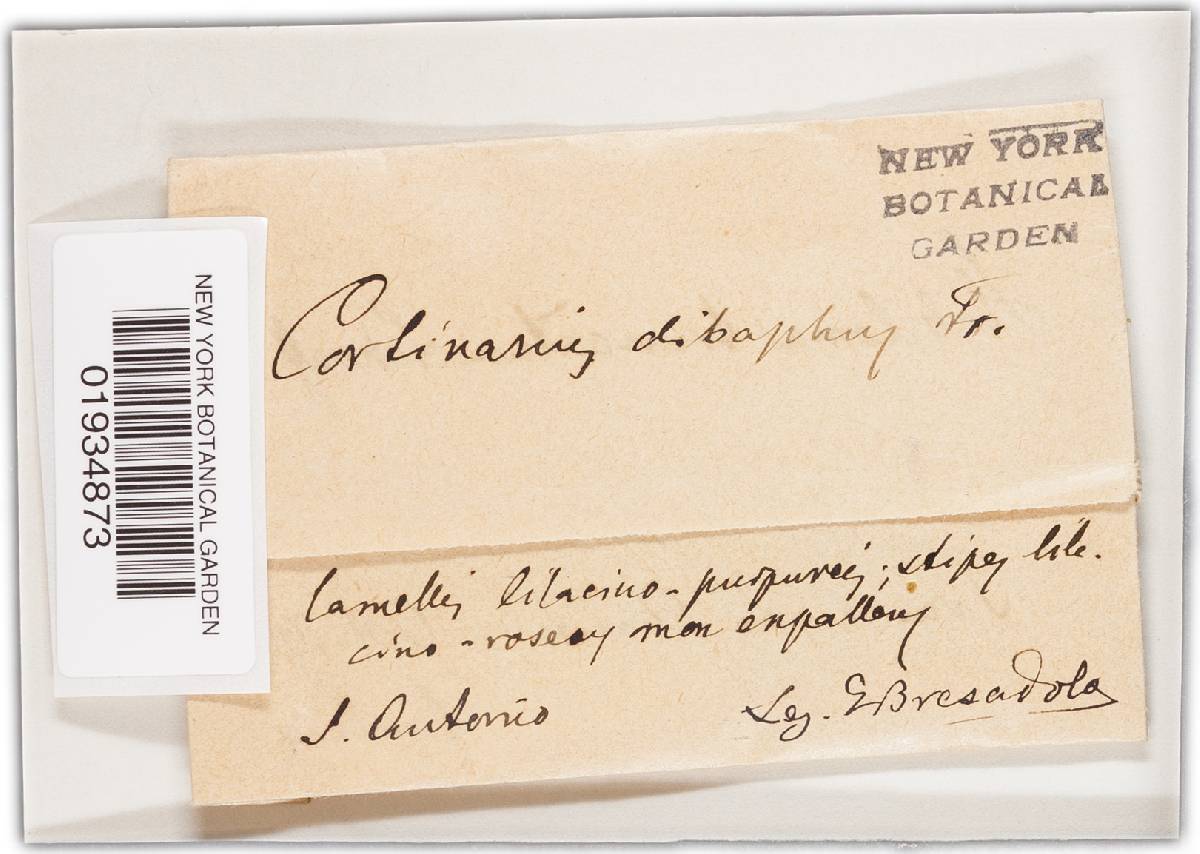 NEW YORK
BOTANICAL
GARDEN
Cortinarius dibaphus Fr.
lamellis lilacino-purpureis; stipes lila-
cino-roseus mox expallens
S. Antonio
Leg. G Bresadola
NEW YORK BOTANICAL GARDEN
01934873